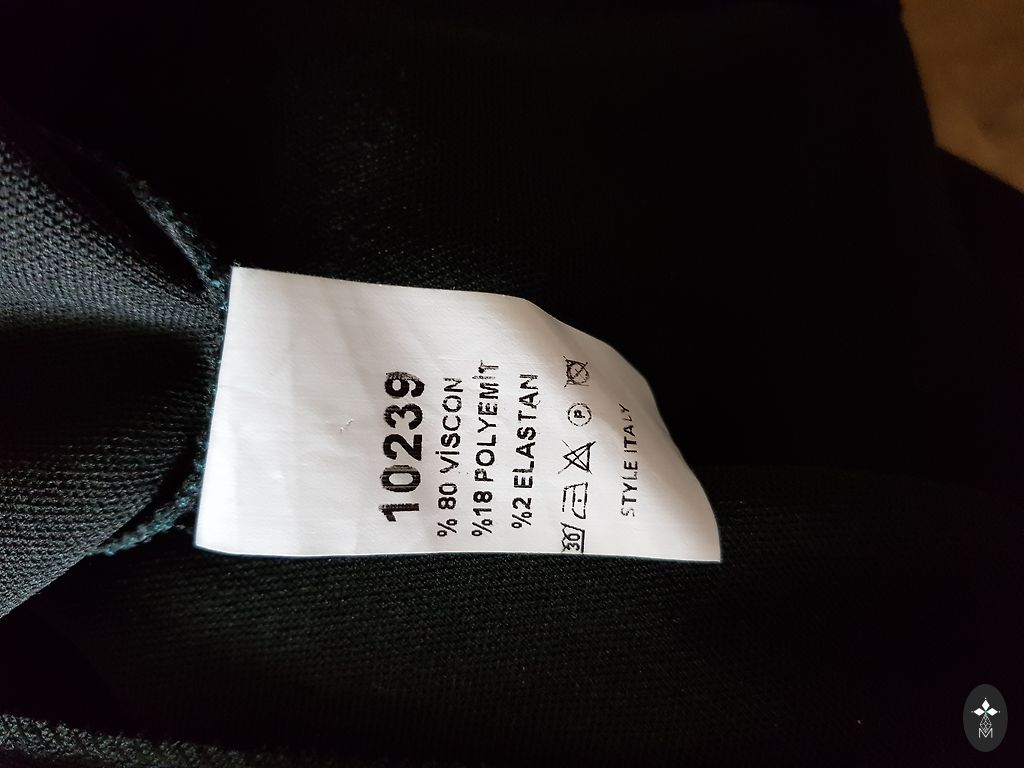 10239
% 80 VİSCON
%18 POLYEMİT
%2 ELASTAN
30 P
STYLE ITALY
M